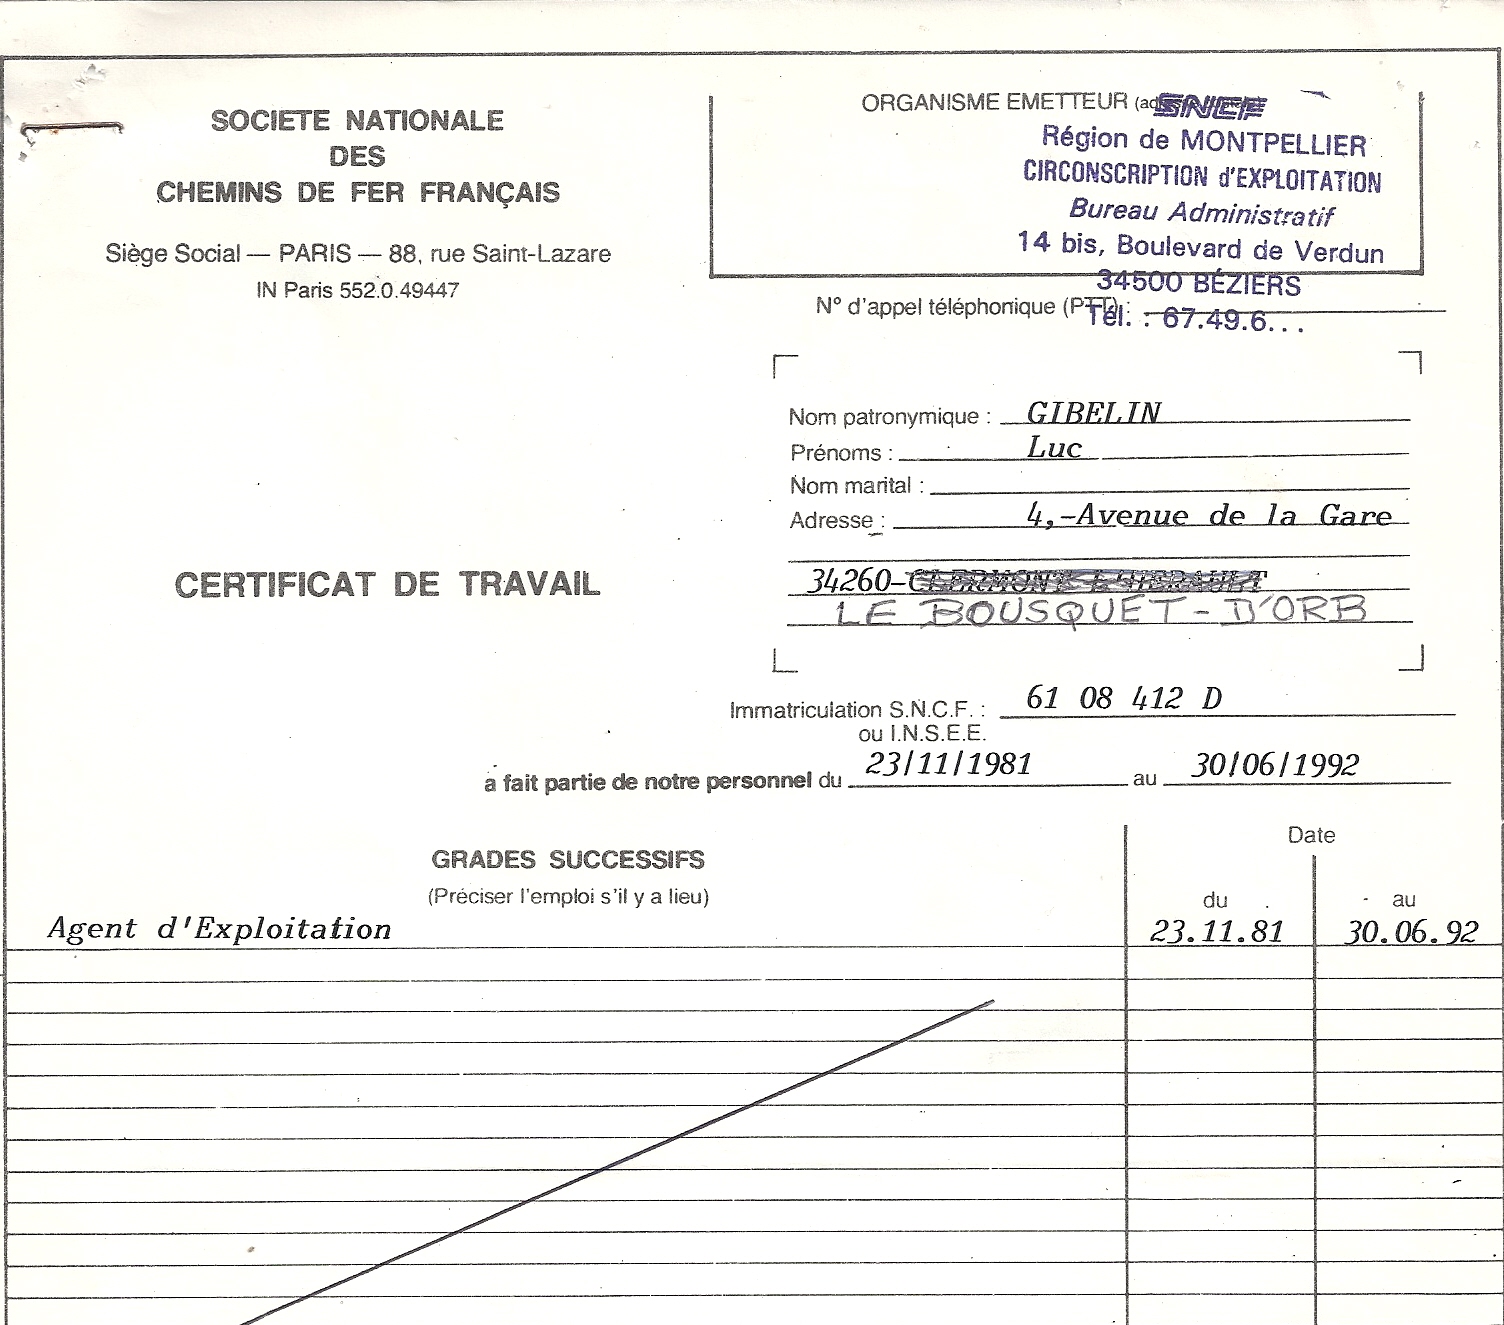 SOCIETE NATIONALE
DES
CHEMINS DE FER FRANÇAIS
Siège Social — PARIS — 88, rue Saint-Lazare
IN Paris 552.0.49447
ORGANISME EMETTEUR
SNCF
Région de MONTPELLIER
CIRCONSCRIPTION d'EXPLOITATION
Bureau Administratif
14 bis, Boulevard de Verdun
34500 BÉZIERS
N° d'appel téléphonique (PTT) :
Tél. : 67.49.6...
Nom patronymique : GIBELIN
Prénoms : Luc
Nom marital :
Adresse : 4,-Avenue de la Gare
34260-CLERMONT L'HERAULT
LE BOUSQUET-D'ORB
CERTIFICAT DE TRAVAIL
Immatriculation S.N.C.F. : 61 08 412 D
ou I.N.S.E.E.
a fait partie de notre personnel du 23/11/1981 au 30/06/1992
GRADES SUCCESSIFS
(Préciser l'emploi s'il y a lieu)
Date
du au
Agent d'Exploitation 23.11.81 30.06.92